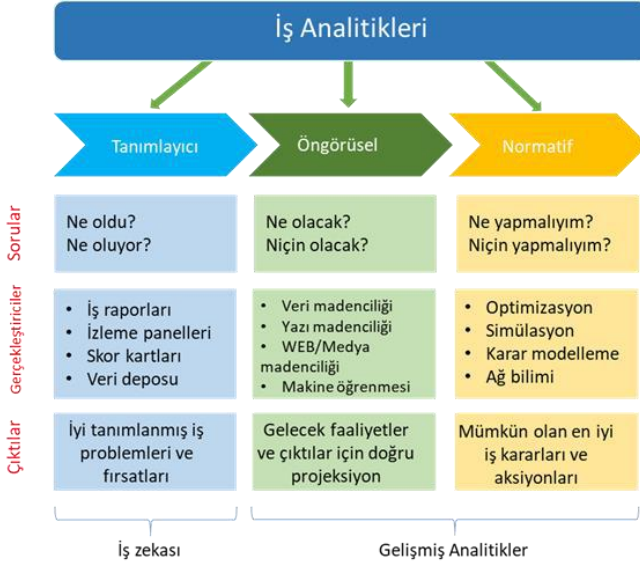 İş Analitikleri
Tanımlayıcı
Öngörüsel
Normatif
Sorular
Ne oldu?
Ne oluyor?
Ne olacak?
Niçin olacak?
Ne yapmalıyım?
Niçin yapmalıyım?
Gerçekleştiriciler
• İş raporları
• İzleme panelleri
• Skor kartları
• Veri deposu
• Veri madenciliği
• Yazı madenciliği
• WEB/Medya
madenciliği
• Makine öğrenmesi
• Optimizasyon
• Simülasyon
• Karar modelleme
• Ağ bilimi
Çıktılar
İyi tanımlanmış iş
problemleri ve
fırsatları
Gelecek faaliyetler
ve çıktılar için doğru
projeksiyon
Mümkün olan en iyi
iş kararları ve
aksiyonları
İş zekası
Gelişmiş Analitikler